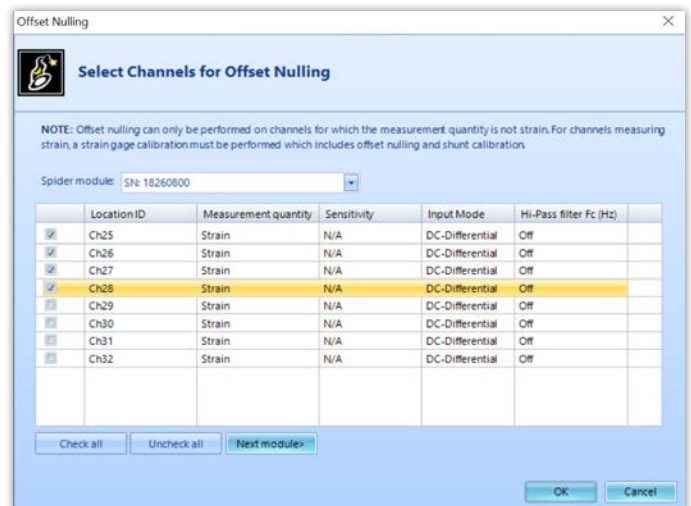 Offset Nulling
Select Channels for Offset Nulling
NOTE: Offset nulling can only be performed on channels for which the measurement quantity is not strain. For channels measuring
strain, a strain gage calibration must be performed which includes offset nulling and shunt calibration.
Spider module: SN: 18260800
Location ID Measurement quantity Sensitivity Input Mode Hi-Pass filter Fc (Hz)
Ch25 Strain N/A DC-Differential Off
Ch26 Strain N/A DC-Differential Off
Ch27 Strain N/A DC-Differential Off
Ch28 Strain N/A DC-Differential Off
Ch29 Strain N/A DC-Differential Off
Ch30 Strain N/A DC-Differential Off
Ch31 Strain N/A DC-Differential Off
Ch32 Strain N/A DC-Differential Off
Check all Uncheck all Next module>
OK Cancel